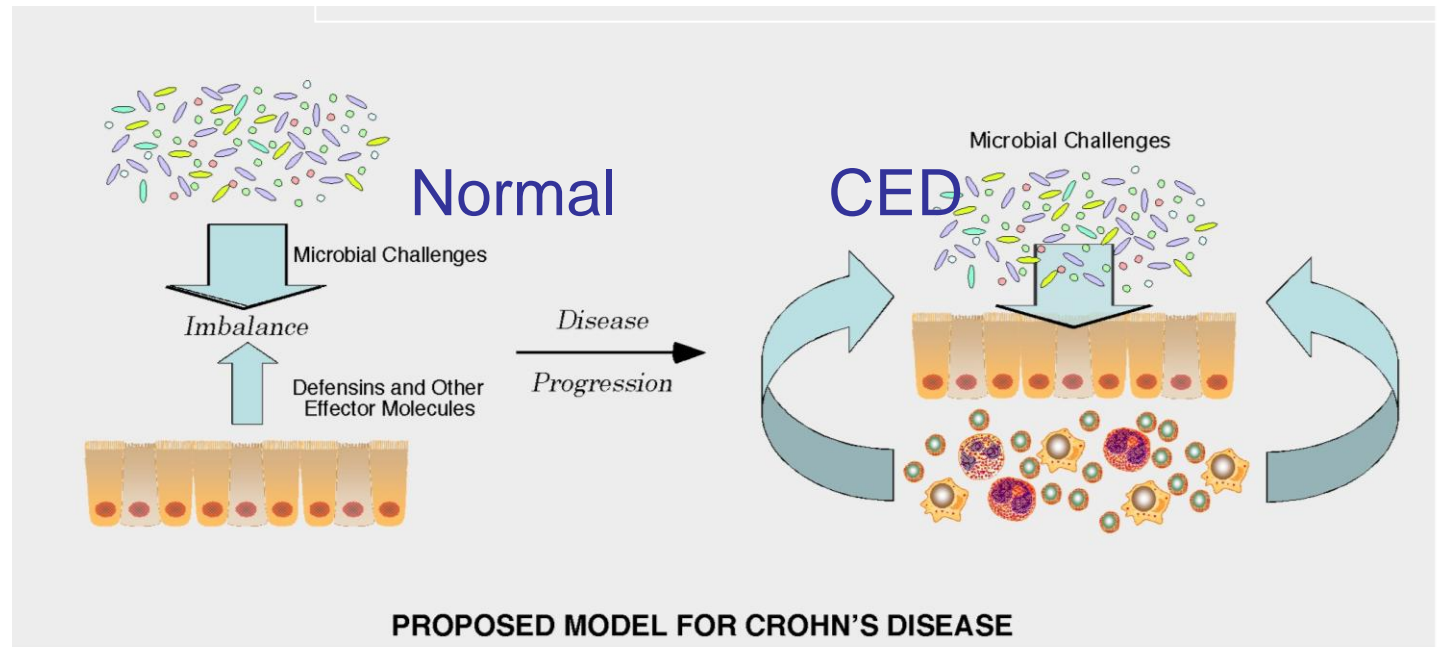 Normal
CED
Microbial Challenges
Imbalance
Defensins and Other
Effector Molecules
Disease
Progression
Microbial Challenges
PROPOSED MODEL FOR CROHN'S DISEASE